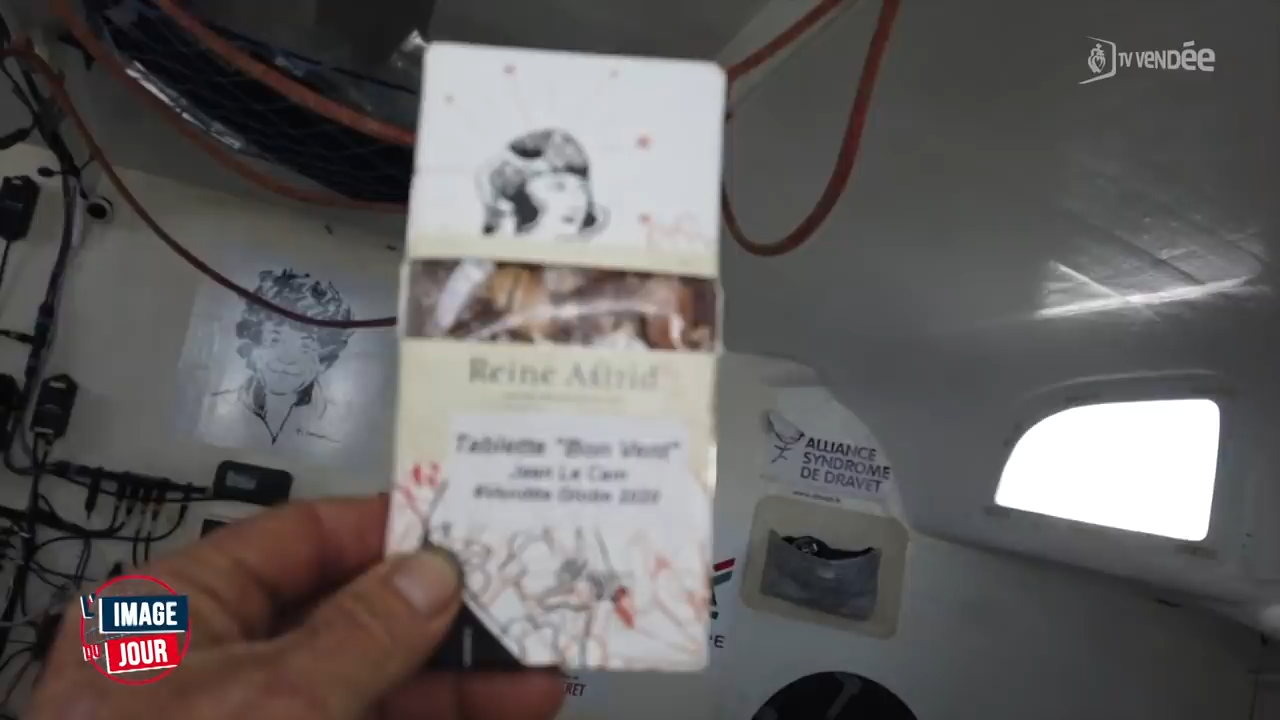 TV VENDÉE
Reine Astrid
Tablette "Bon Vent"
Jean Le Cam
#Vendée Globe 2020
ALLIANCE
SYNDROME
DE DRAVET
L'IMAGE
DU JOUR